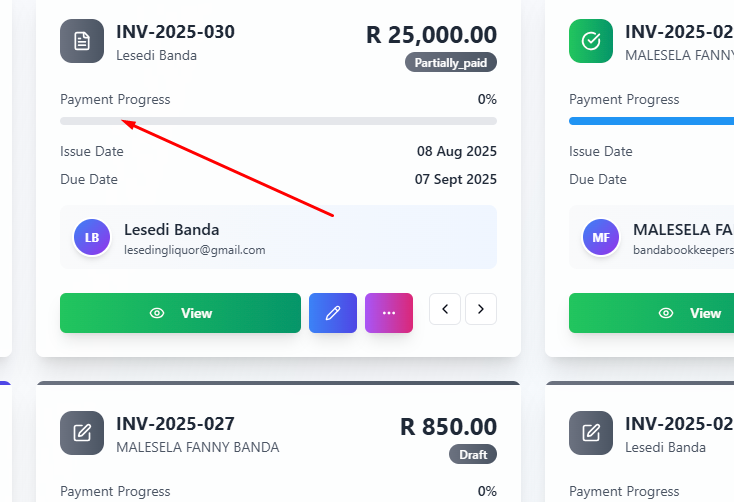 INV-2025-030
Lesedi Banda
R 25,000.00
Partially_paid
Payment Progress
0%
Issue Date
08 Aug 2025
Due Date
07 Sept 2025
LB
Lesedi Banda
lesedingliquor@gmail.com
View
INV-2025-02
MALESELA FANNY
Payment Progress
Issue Date
Due Date
MF
MALESELA FA
bandabookkeepers
View
INV-2025-027
MALESELA FANNY BANDA
R 850.00
Draft
Payment Progress
0%
INV-2025-02
Lesedi Banda
Payment Progress